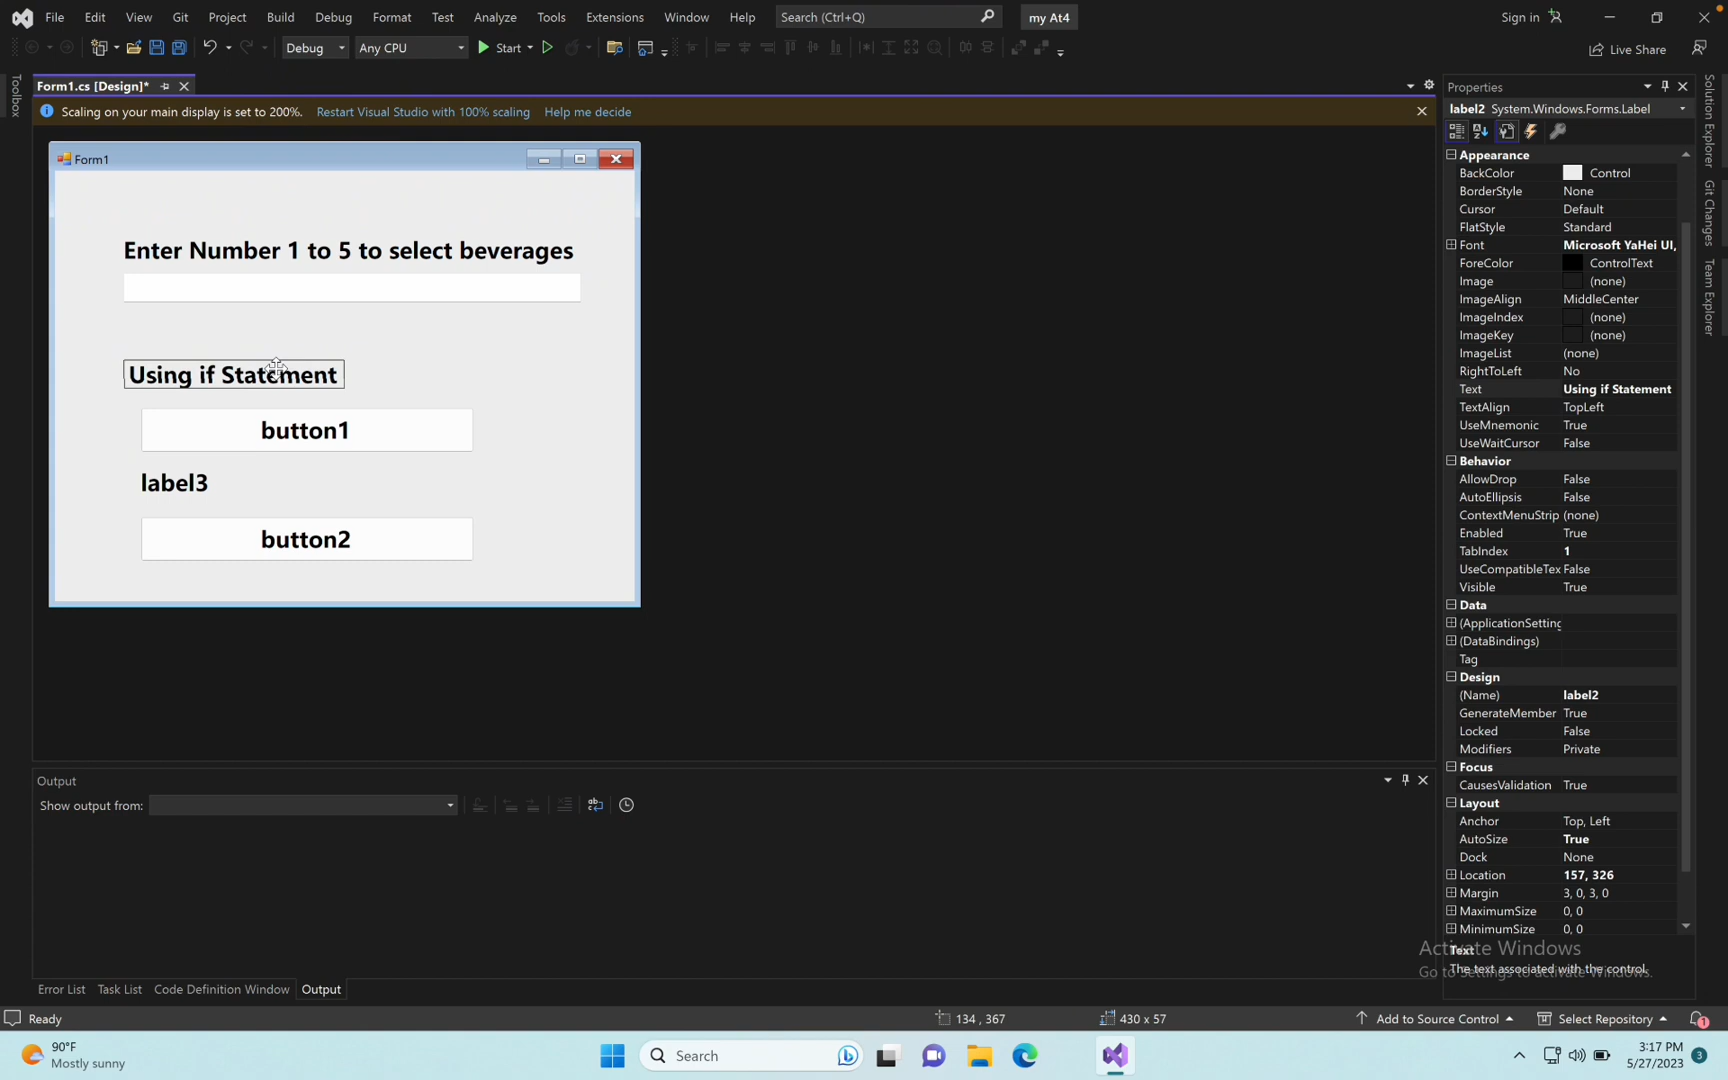 File Edit View Git Project Build Debug Format Test Analyze Tools Extensions Window Help Search (Ctrl+Q) my At4 Sign in
Debug Any CPU Start Live Share
Toolbox
Form1.cs [Design]*
Scaling on your main display is set to 200%. Restart Visual Studio with 100% scaling Help me decide
Form1
Enter Number 1 to 5 to select beverages
Using if Statement
button1
label3
button2
Properties
label2 System.Windows.Forms.Label
Appearance
BackColor Control
BorderStyle None
Cursor Default
FlatStyle Standard
Font Microsoft YaHei UI,
ForeColor ControlText
Image (none)
ImageAlign MiddleCenter
ImageIndex (none)
ImageKey (none)
ImageList (none)
RightToLeft No
Text Using if Statement
TextAlign TopLeft
UseMnemonic True
UseWaitCursor False
Behavior
AllowDrop False
AutoEllipsis False
ContextMenuStrip (none)
Enabled True
TabIndex 1
UseCompatibleTex False
Visible True
Data
(ApplicationSetting
(DataBindings)
Tag
Design
(Name) label2
GenerateMember True
Locked False
Modifiers Private
Focus
CausesValidation True
Layout
Anchor Top, Left
AutoSize True
Dock None
Location 157, 326
Margin 3, 0, 3, 0
MaximumSize 0, 0
MinimumSize 0, 0
Text
The text associated with the control.
Activate Windows
Go to Settings to activate Windows.
Solution Explorer
Git Changes
Team Explorer
Output
Show output from:
Error List Task List Code Definition Window Output
Ready 134 , 367 430 x 57 Add to Source Control Select Repository 1
90°F
Mostly sunny
Search
3:17 PM
5/27/2023
3